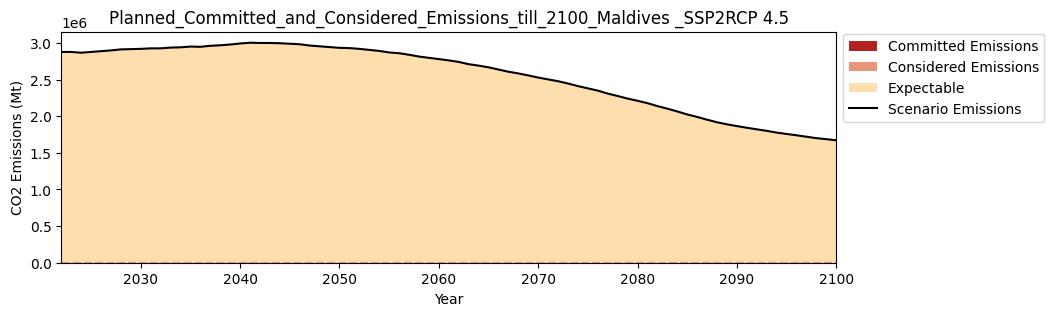 Planned_Committed_and_Considered_Emissions_till_2100_Maldives _SSP2RCP 4.5
1e6
3.0
2.5
2.0
1.5
1.0
0.5
0.0
CO2 Emissions (Mt)
2030 2040 2050 2060 2070 2080 2090 2100
Year
Committed Emissions
Considered Emissions
Expectable
Scenario Emissions